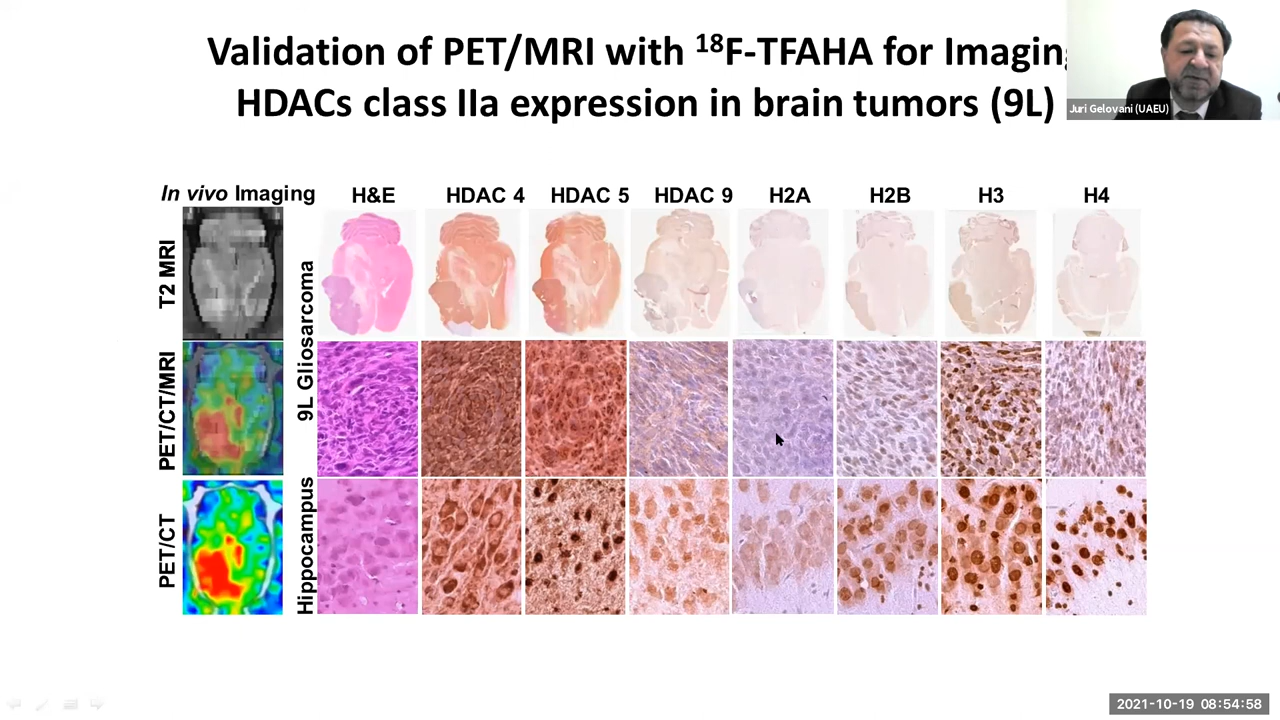 Validation of PET/MRI with ¹⁸F-TFAHA for Imaging
HDACs class IIa expression in brain tumors (9L)
Juri Gelovani (UAEU)
In vivo Imaging
H&E
HDAC 4
HDAC 5
HDAC 9
H2A
H2B
H3
H4
T2 MRI
PET/CT/MRI
PET/CT
9L Gliosarcoma
Hippocampus
2021-10-19 08:54:58